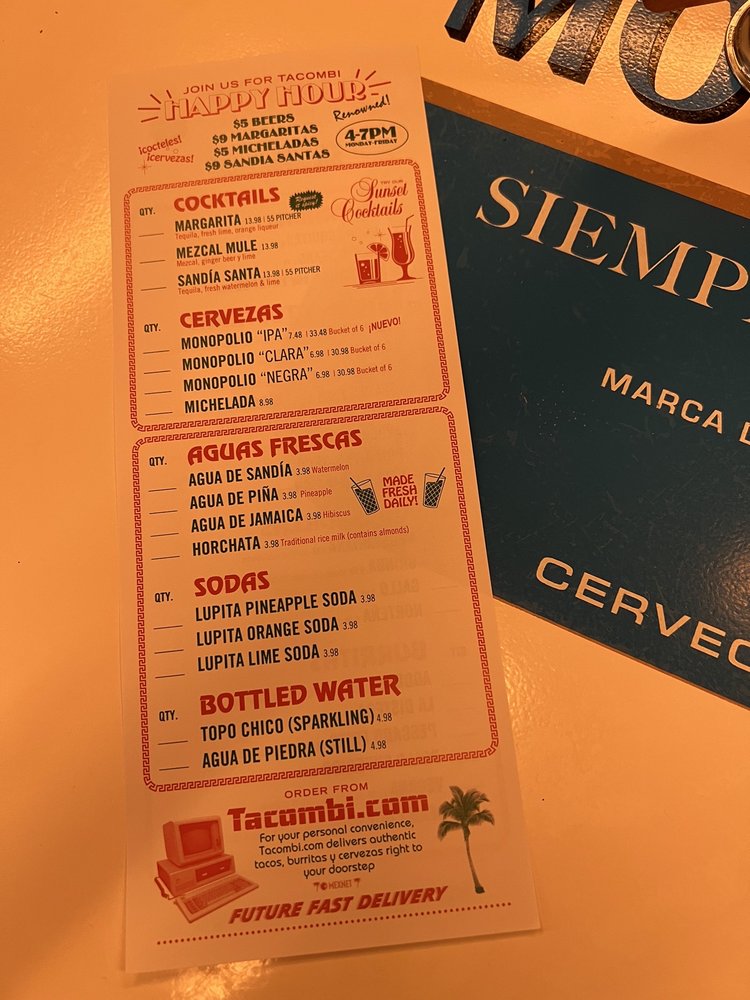 JOIN US FOR TACOMBI
HAPPY HOUR
¡cocteles!
¡cervezas!
$5 BEERS
$9 MARGARITAS
$5 MICHELADAS
$9 SANDIA SANTAS
Renowned!
4-7PM
MONDAY-FRIDAY
QTY.
COCKTAILS
Request it spicy!
TRY OUR
Sunset
Cocktails
MARGARITA 13.98 | 55 PITCHER
Tequila, fresh lime, orange liqueur
MEZCAL MULE 13.98
Mezcal, ginger beer y lime
SANDÍA SANTA 13.98 | 55 PITCHER
Tequila, fresh watermelon & lime
QTY.
CERVEZAS
MONOPOLIO "IPA" 7.48 | 33.48 Bucket of 6 ¡NUEVO!
MONOPOLIO "CLARA" 6.98 | 30.98 Bucket of 6
MONOPOLIO "NEGRA" 6.98 | 30.98 Bucket of 6
MICHELADA 8.98
QTY.
AGUAS FRESCAS
AGUA DE SANDÍA 3.98 Watermelon
AGUA DE PIÑA 3.98 Pineapple
AGUA DE JAMAICA 3.98 Hibiscus
HORCHATA 3.98 Traditional rice milk (contains almonds)
MADE
FRESH
DAILY!
QTY.
SODAS
LUPITA PINEAPPLE SODA 3.98
LUPITA ORANGE SODA 3.98
LUPITA LIME SODA 3.98
QTY.
BOTTLED WATER
TOPO CHICO (SPARKLING) 4.98
AGUA DE PIEDRA (STILL) 4.98
ORDER FROM
Tacombi.com
For your personal convenience,
Tacombi.com delivers authentic
tacos, burritos y cervezas right to
your doorstep
MEXNET
FUTURE FAST DELIVERY
MO
SIEMP
MARCA
CERVEC